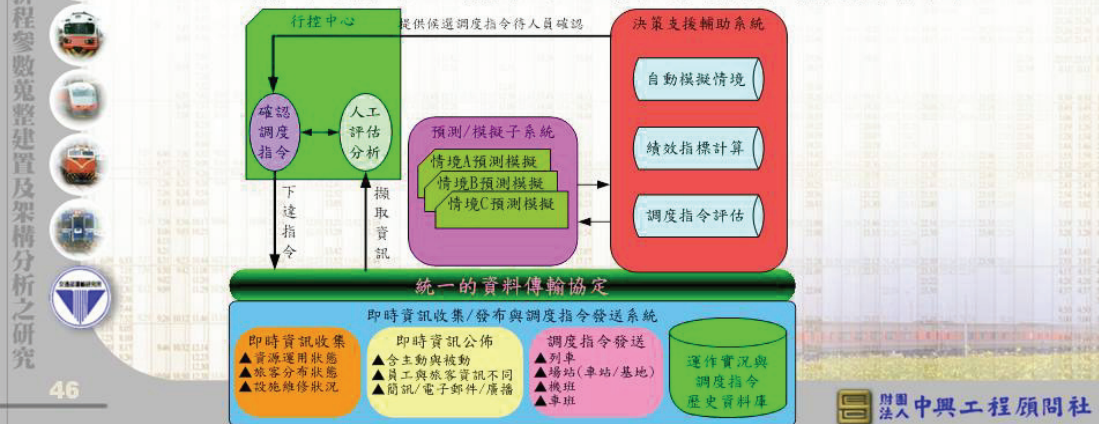 程參數蒐整建置及架構分析之研究
46
行控中心
提供候選調度指令待人員確認
決策支援輔助系統
自動模擬情境
績效指標計算
調度指令評估
確認
調度
指令
人工
評估
分析
預測/模擬子系統
情境A預測模擬
情境B預測模擬
情境C預測模擬
下達指令
擷取資訊
統一的資料傳輸協定
即時資訊收集/發布與調度指令發送系統
即時資訊收集
▲資源運用狀態
▲旅客分布狀態
▲設施維修狀況
即時資訊公佈
▲含主動與被動
▲員工與旅客資訊不同
▲簡訊/電子郵件/廣播
調度指令發送
▲列車
▲場站(車站/基地)
▲機班
▲車班
運作實況與
調度指令
歷史資料庫
財團法人中興工程顧問社